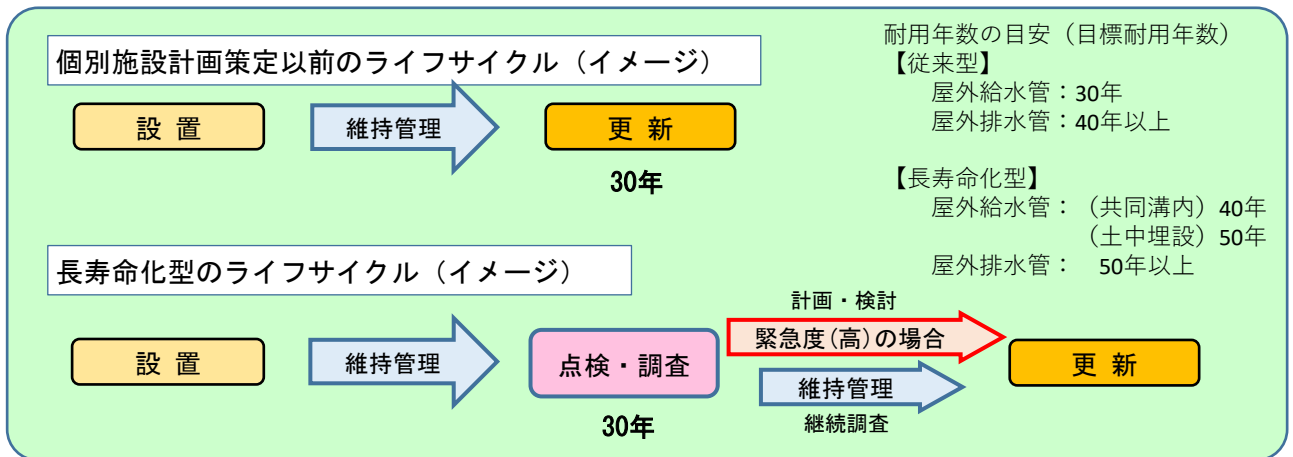 個別施設計画策定以前のライフサイクル（イメージ）
設 置
維持管理
更 新
30年
耐用年数の目安（目標耐用年数）
【従来型】
屋外給水管：30年
屋外排水管：40年以上
【長寿命化型】
屋外給水管：（共同溝内）40年
（土中埋設）50年
屋外排水管： 50年以上
長寿命化型のライフサイクル（イメージ）
設 置
維持管理
点検・調査
30年
計画・検討
緊急度(高)の場合
維持管理
継続調査
更 新